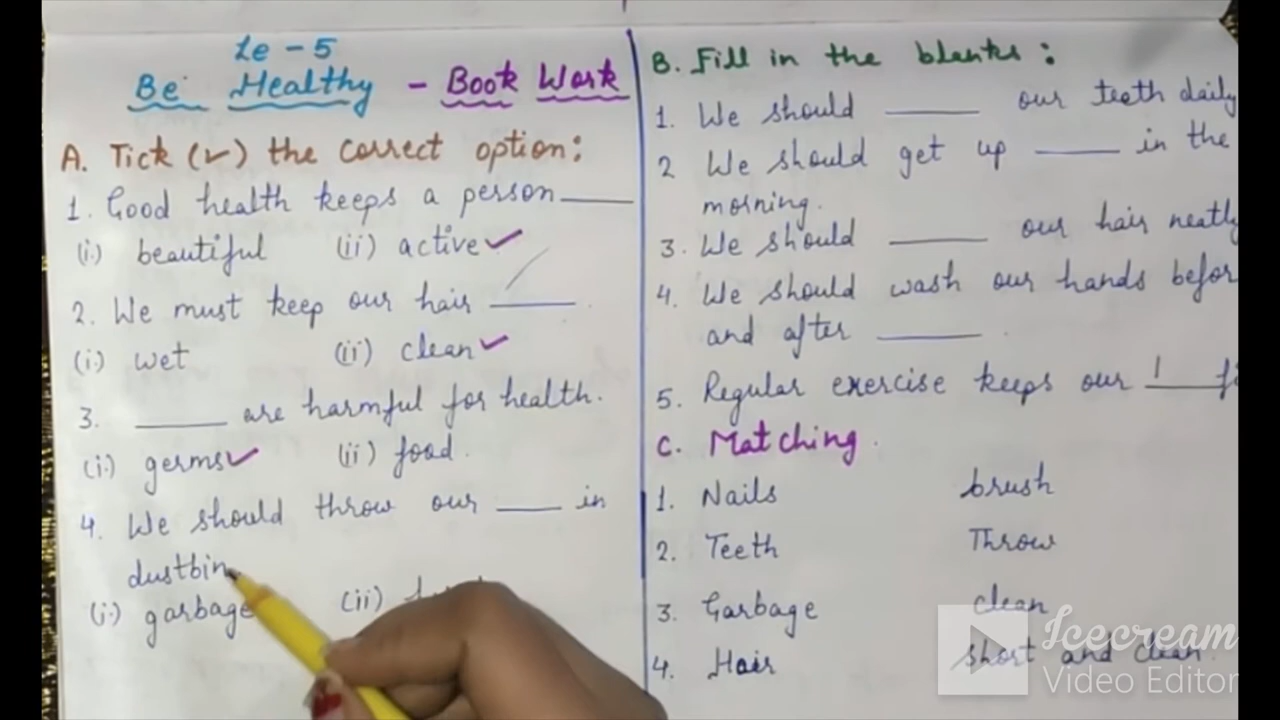 Le - 5
Be Healthy - Book Work
A. Tick (✓) the correct option:
1. Good health keeps a person ____
(i) beautiful (ii) active ✓
2. We must keep our hair ____.
(i) wet (ii) clean ✓
3. ____ are harmful for health.
(i) germs ✓ (ii) food.
4. We should throw our ____ in
dustbin
(i) garbage (ii)
B. Fill in the blanks:
1. We should ____ our teeth daily
2 We should get up ____ in the
morning.
3. We should ____ our hair neatly
4. We should wash our hands befor
and after ____.
5. Regular exercise keeps our ____ fi
C. Matching.
1. Nails brush
2. Teeth Throw
3. Garbage clean
4. Hair short and clean.
Icecream
Video Editor